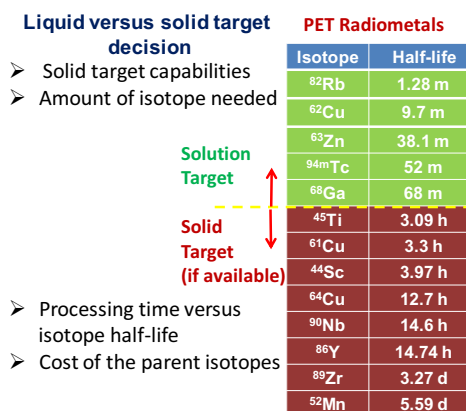 Liquid versus solid target
decision
➢ Solid target capabilities
➢ Amount of isotope needed
Solution
Target
Solid
Target
(if available)
➢ Processing time versus
isotope half-life
➢ Cost of the parent isotopes
PET Radiometals
Isotope Half-life
⁸²Rb 1.28 m
⁶²Cu 9.7 m
⁶³Zn 38.1 m
⁹⁴ᵐTc 52 m
⁶⁸Ga 68 m
⁴⁵Ti 3.09 h
⁶¹Cu 3.3 h
⁴⁴Sc 3.97 h
⁶⁴Cu 12.7 h
⁹⁰Nb 14.6 h
⁸⁶Y 14.74 h
⁸⁹Zr 3.27 d
⁵²Mn 5.59 d